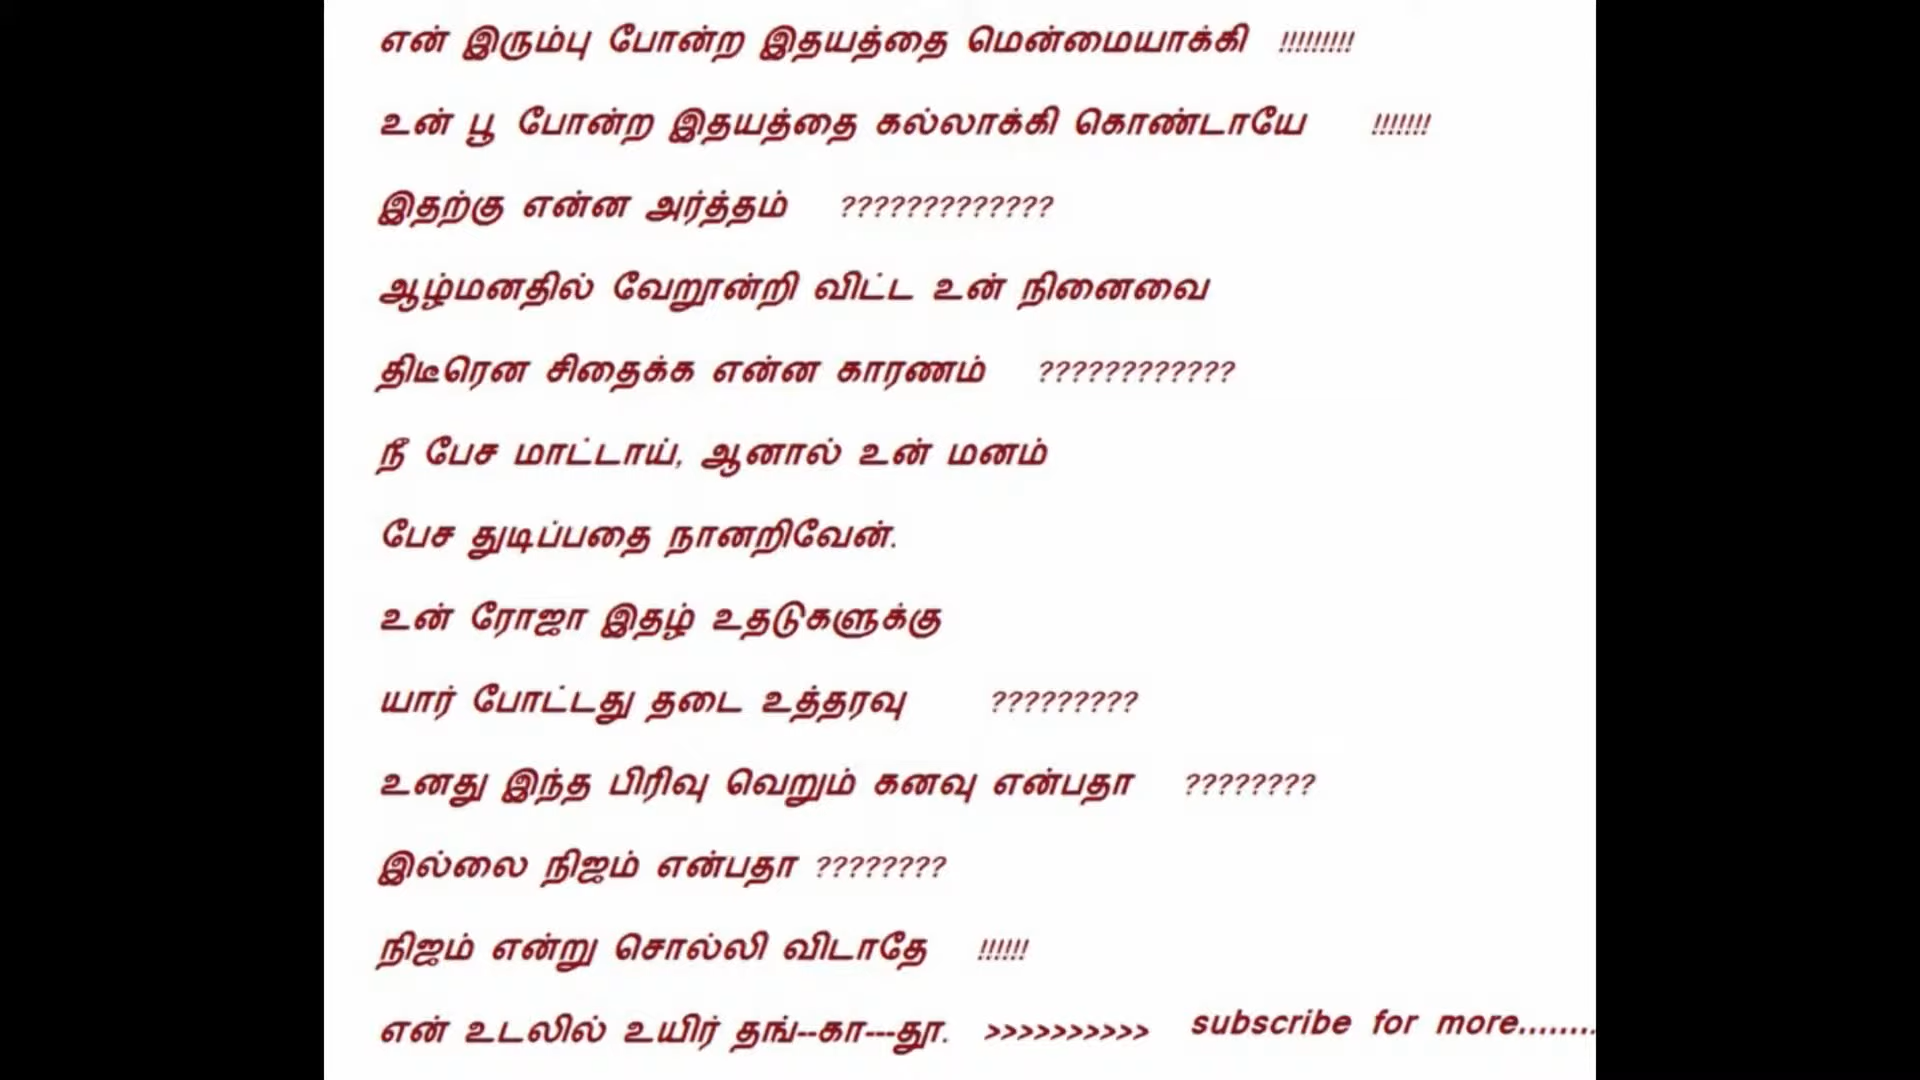 என் இரும்பு போன்ற இதயத்தை மென்மையாக்கி !!!!!!!!!
உன் பூ போன்ற இதயத்தை கல்லாக்கி கொண்டாயே !!!!!!!
இதற்கு என்ன அர்த்தம் ?????????????
ஆழ்மனதில் வேறூன்றி விட்ட உன் நினைவை
திடீரென சிதைக்க என்ன காரணம் ????????????
நீ பேச மாட்டாய், ஆனால் உன் மனம்
பேச துடிப்பதை நானறிவேன்.
உன் ரோஜா இதழ் உதடுகளுக்கு
யார் போட்டது தடை உத்தரவு ?????????
உனது இந்த பிரிவு வெறும் கனவு என்பதா ????????
இல்லை நிஜம் என்பதா ????????
நிஜம் என்று சொல்லி விடாதே !!!!!!
என் உடலில் உயிர் தங்--கா---தூ. >>>>>>>>>> subscribe for more........